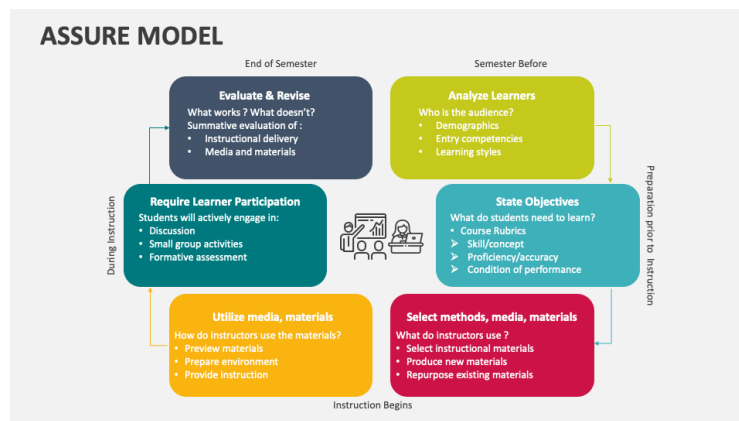 ASSURE MODEL
End of Semester
Semester Before
Evaluate & Revise
What works ? What doesn't?
Summative evaluation of :
• Instructional delivery
• Media and materials
Analyze Learners
Who is the audience?
• Demographics
• Entry competencies
• Learning styles
During Instruction
Require Learner Participation
Students will actively engage in:
• Discussion
• Small group activities
• Formative assessment
State Objectives
What do students need to learn?
• Course Rubrics
➢ Skill/concept
➢ Proficiency/accuracy
➢ Condition of performance
Preparation prior to Instruction
Utilize media, materials
How do instructors use the materials?
• Preview materials
• Prepare environment
• Provide instruction
Select methods, media, materials
What do instructors use ?
• Select instructional materials
• Produce new materials
• Repurpose existing materials
Instruction Begins